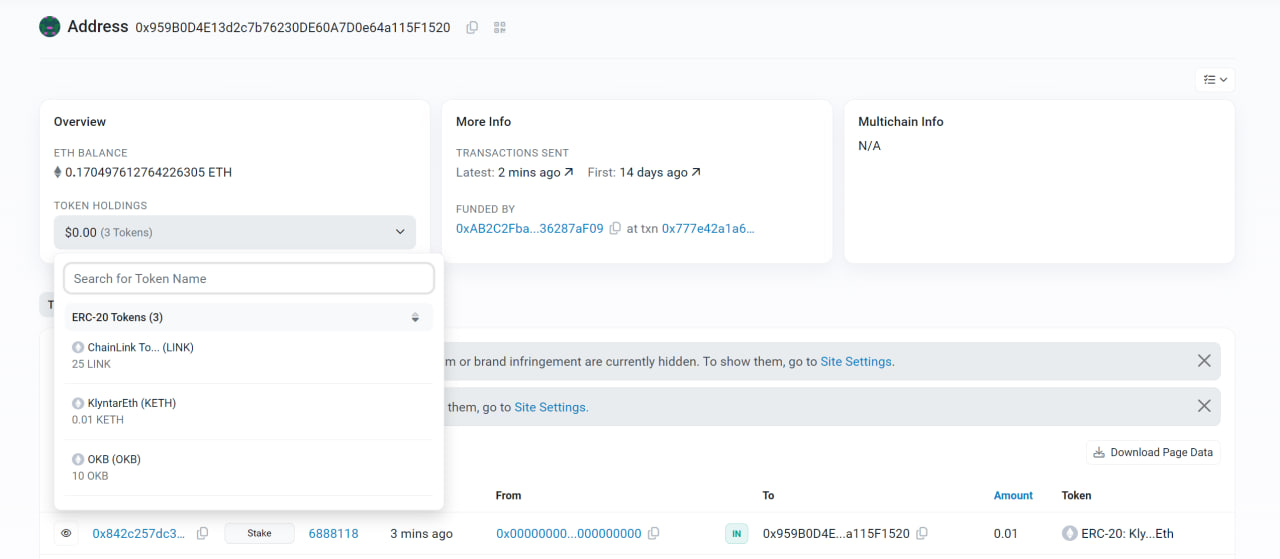 Address 0x959B0D4E13d2c7b76230DE60A7D0e64a115F1520
Overview
ETH BALANCE
0.170497612764226305 ETH
TOKEN HOLDINGS
$0.00 (3 Tokens)
More Info
TRANSACTIONS SENT
Latest: 2 mins ago ↗ First: 14 days ago ↗
FUNDED BY
0xAB2C2Fba...36287aF09 at txn 0x777e42a1a6...
Multichain Info
N/A
Search for Token Name
ERC-20 Tokens (3)
ChainLink To... (LINK)
25 LINK
KlyntarEth (KETH)
0.01 KETH
OKB (OKB)
10 OKB
or brand infringement are currently hidden. To show them, go to Site Settings.
them, go to Site Settings.
Download Page Data
From To Amount Token
0x842c257dc3... Stake 6888118 3 mins ago 0x00000000...000000000 IN 0x959B0D4E...a115F1520 0.01 ERC-20: Kly...Eth